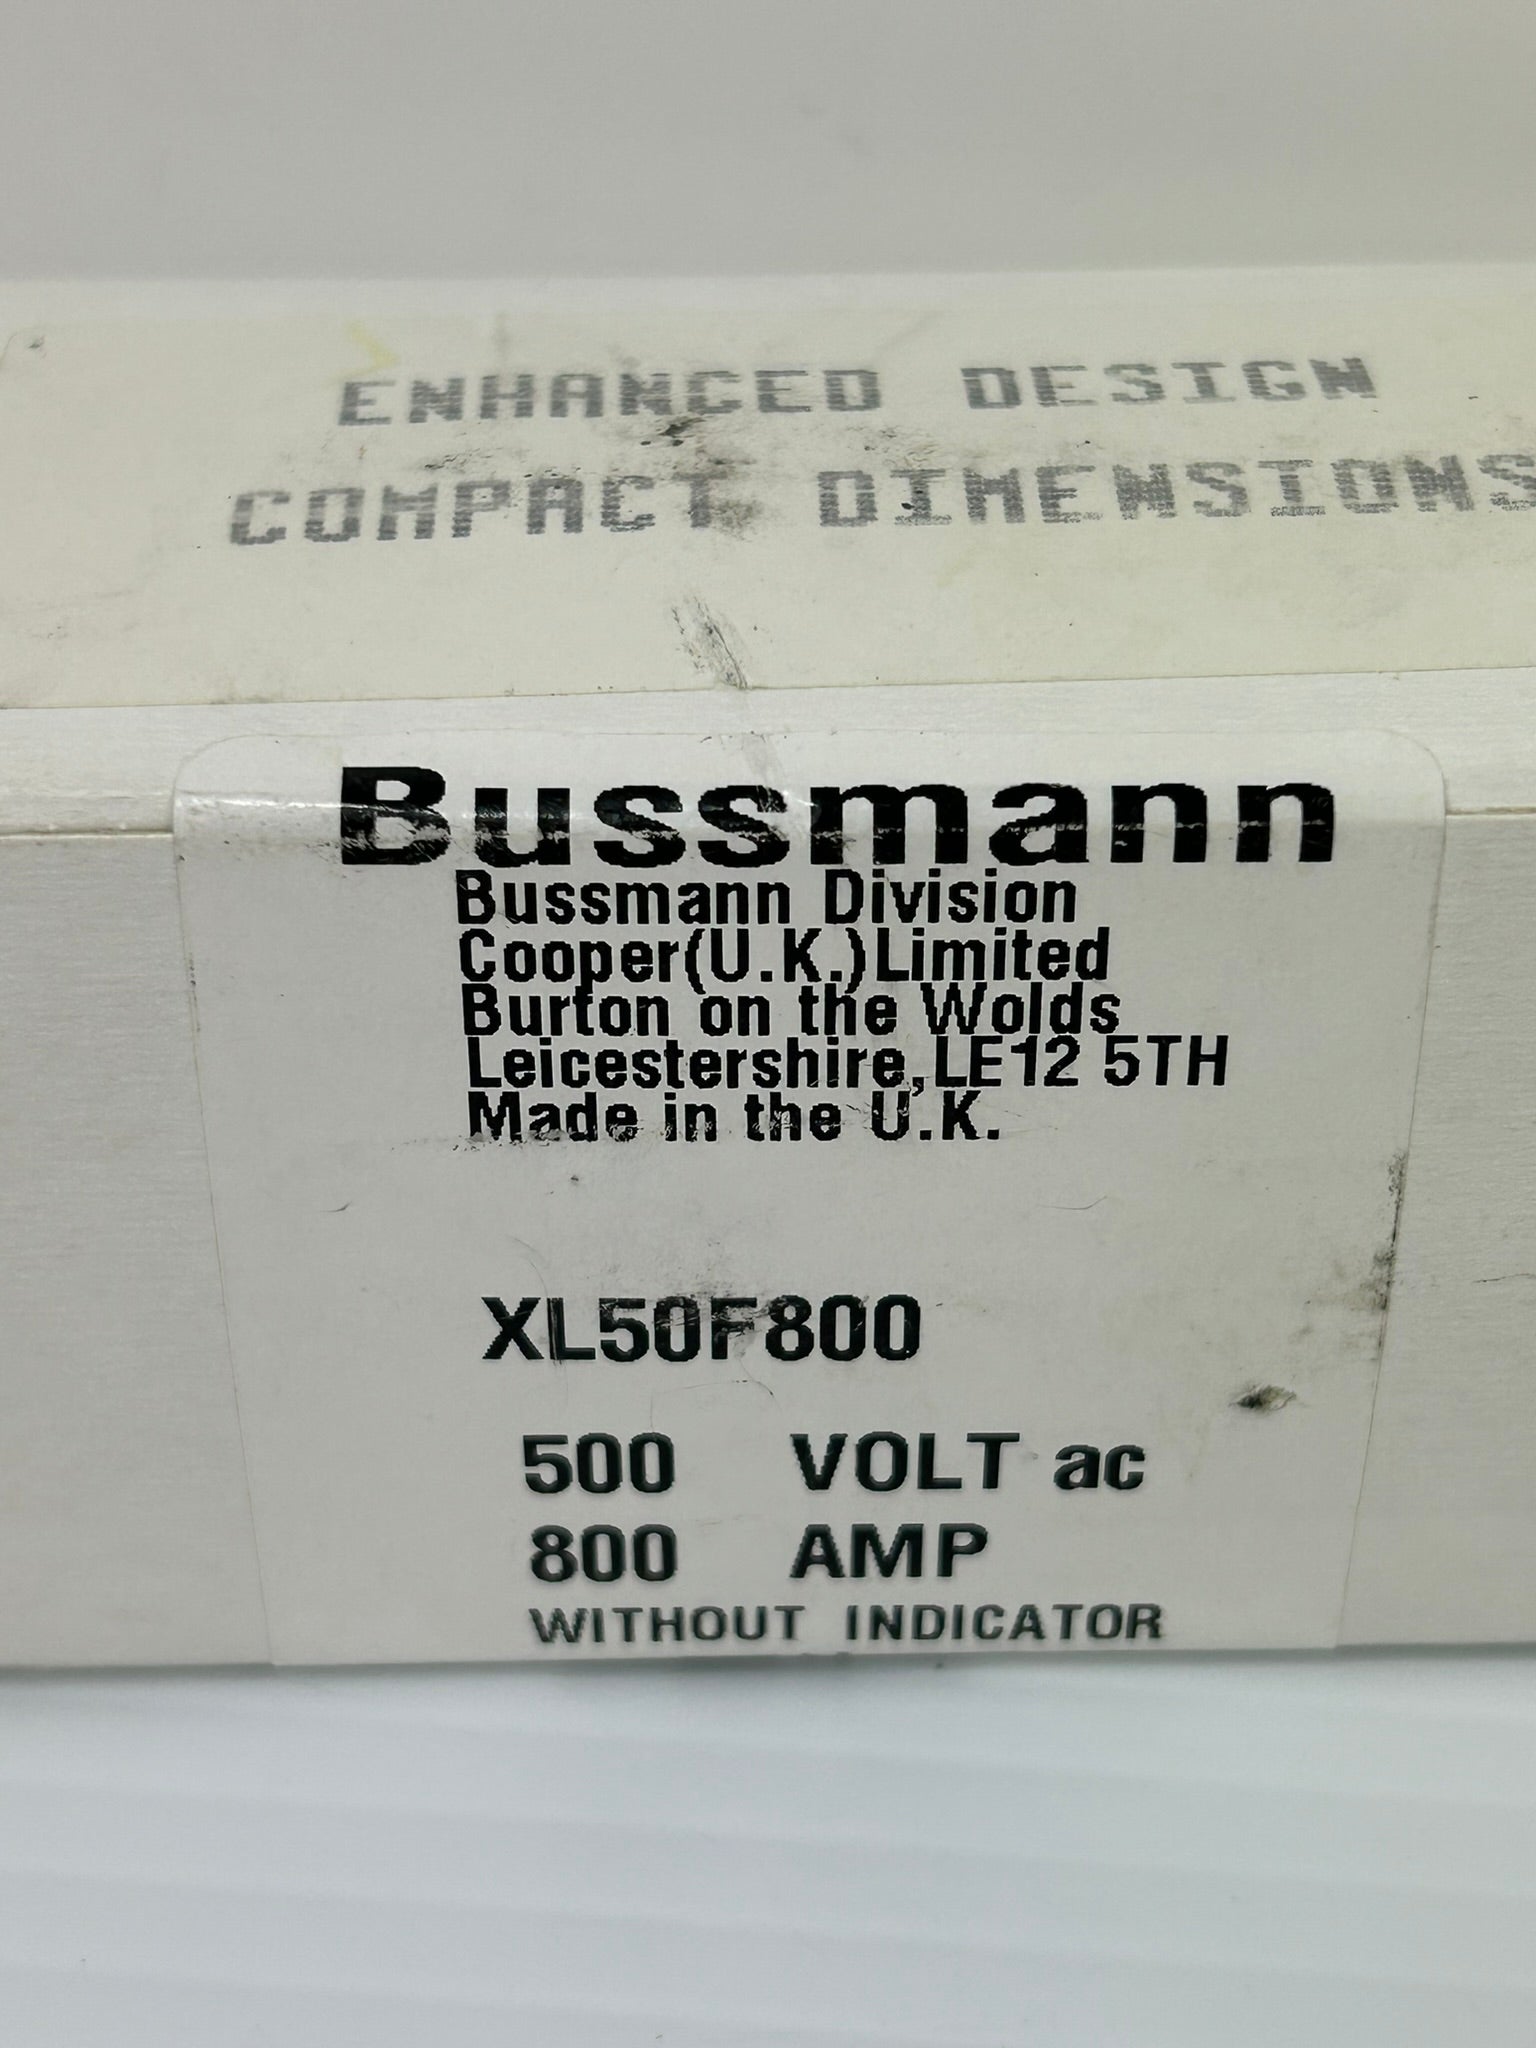 ENHANCED DESIGN
COMPACT DIMENSIONS
Bussmann
Bussmann Division
Cooper(U.K.)Limited
Burton on the Wolds
Leicestershire,LE12 5TH
Made in the U.K.
XL50F800
500 VOLT ac
800 AMP
WITHOUT INDICATOR